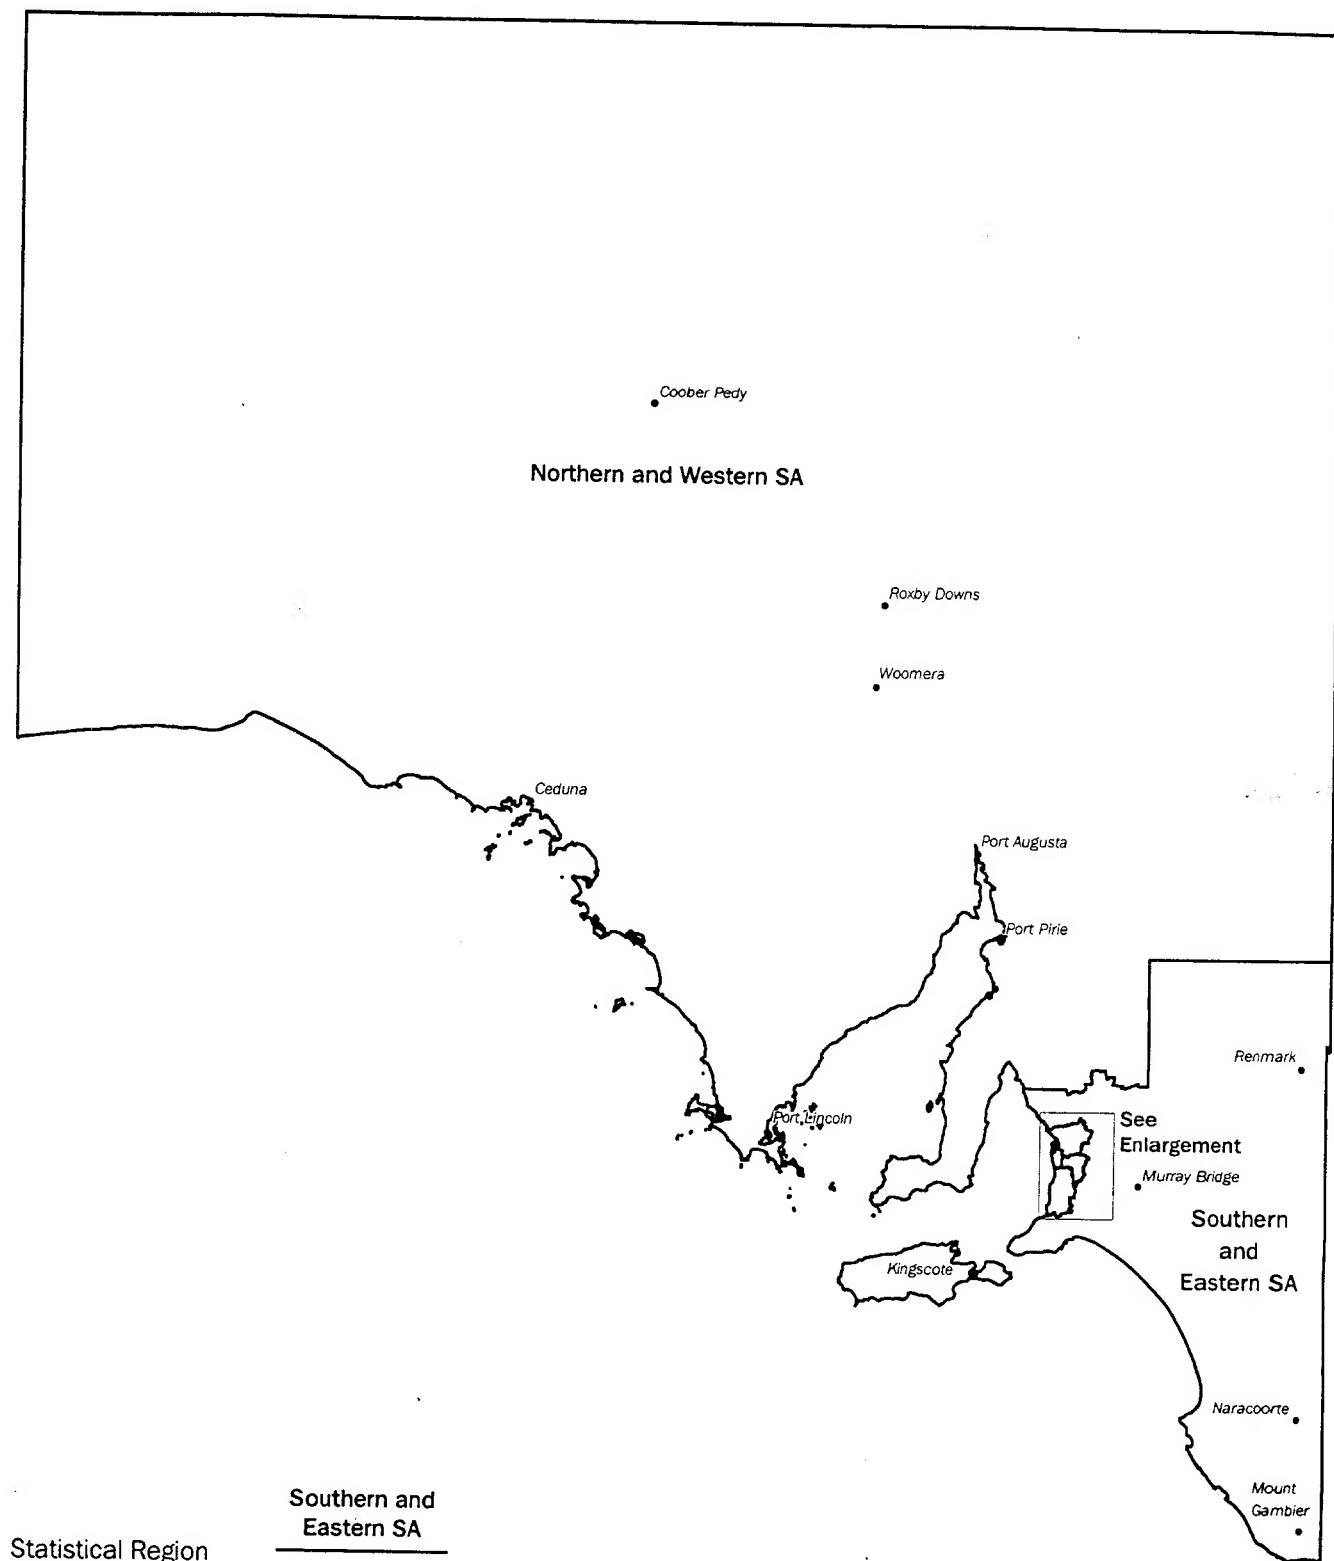 Coober Pedy
Northern and Western SA
Roxby Downs
Woomera
Ceduna
Port Augusta
Port Pirie
Renmark
Port Lincoln
See
Enlargement
Murray Bridge
Southern
and
Eastern SA
Kingscote
Naracoorte
Mount
Gambier
Southern and
Eastern SA
Statistical Region